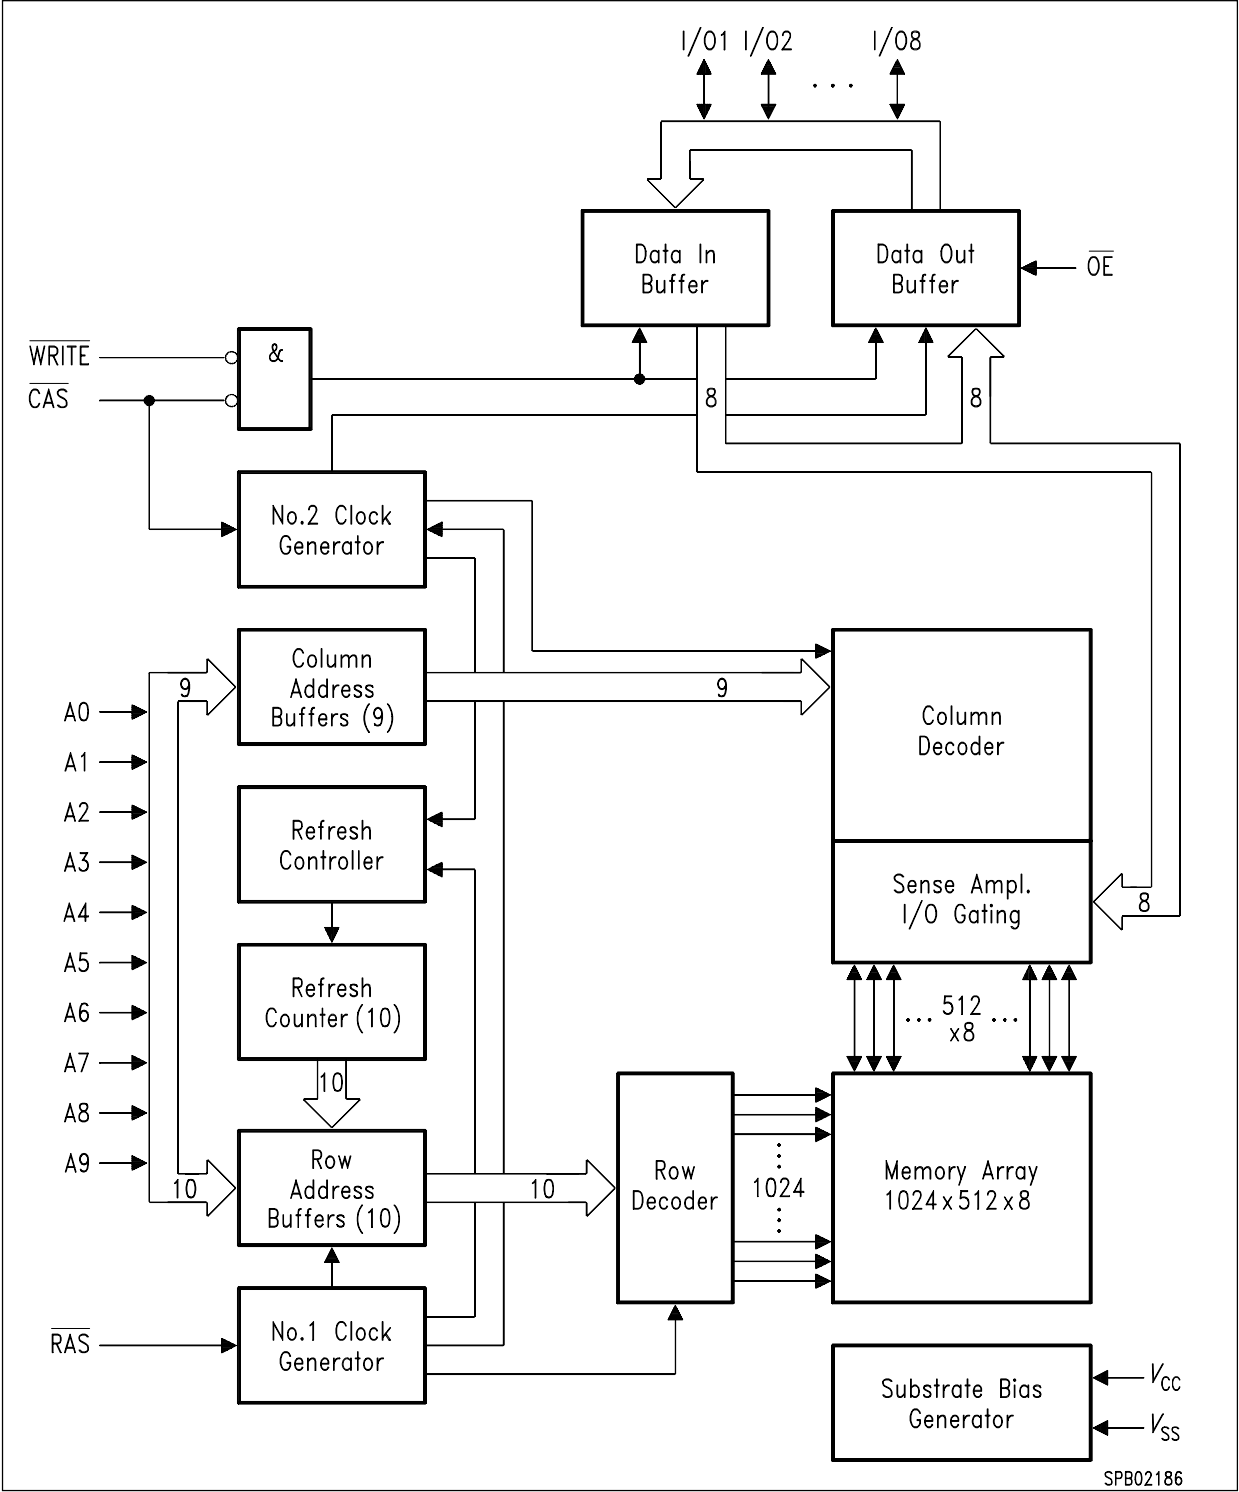 I/O1 I/O2 ... I/O8
Data In
Buffer
Data Out
Buffer
OE
WRITE
&
CAS
8
8
No.2 Clock
Generator
Column
Address
Buffers (9)
9
9
Column
Decoder
A0
A1
A2
A3
A4
A5
A6
A7
A8
A9
Refresh
Controller
Sense Ampl.
I/O Gating
8
Refresh
Counter (10)
... 512 ...
x8
10
Row
Address
Buffers (10)
10
10
Row
Decoder
1024
Memory Array
1024x512x8
RAS
No.1 Clock
Generator
Substrate Bias
Generator
VCC
VSS
SPB02186